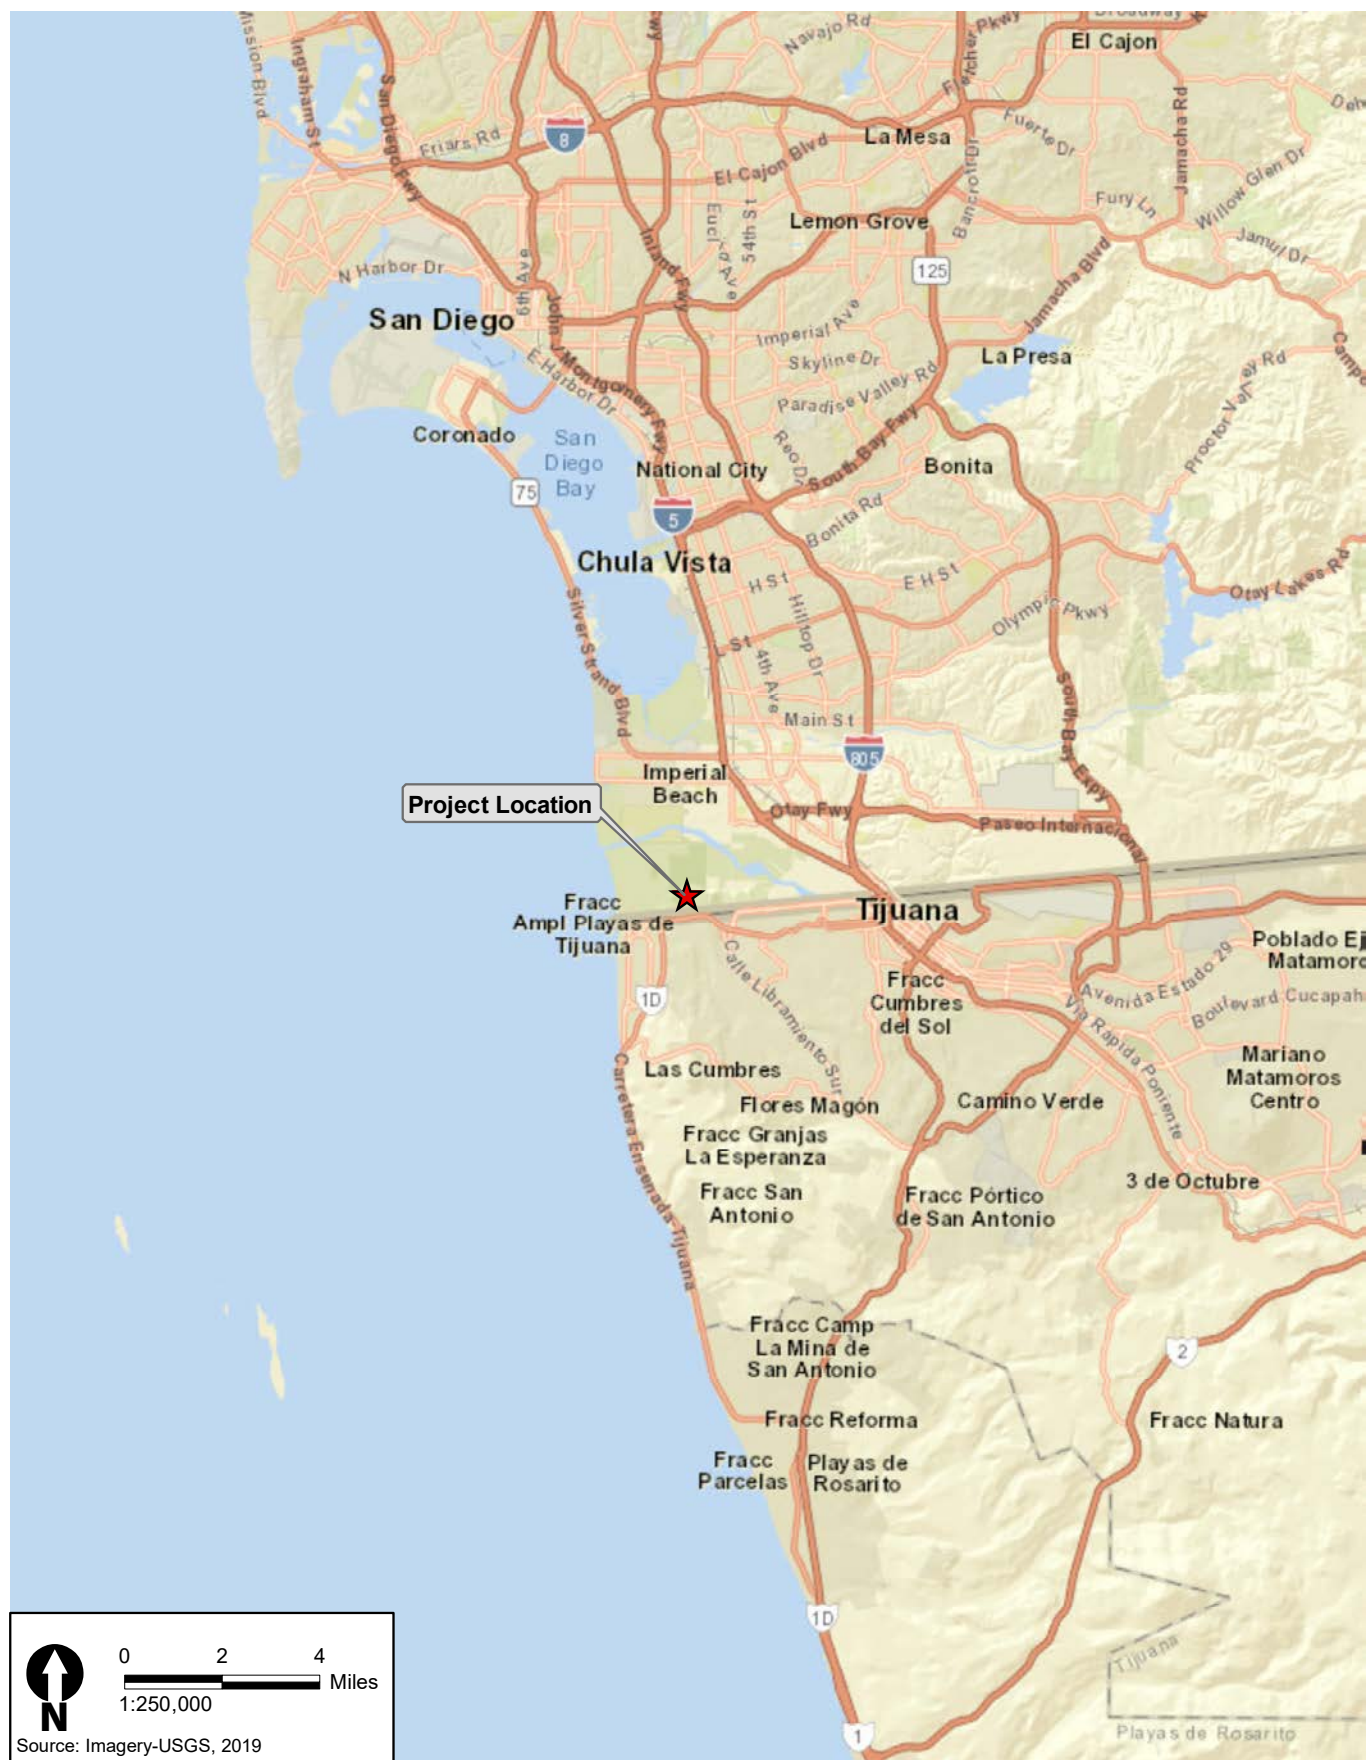 Mission Blvd
Ingraham St
San Diego Fwy
Friars Rd
8
Navajo Rd
Fletcher Pkwy
Broadway
El Cajon
La Mesa
Fuerte Dr
Jamacha Rd
El Cajon Blvd
Bancroft Dr
Fury Ln
Willow Glen Dr
Jamul Dr
Lemon Grove
54th St
Inland Fwy
125
Jamacha Blvd
N Harbor Dr
6th Ave
San Diego
John J Montgomery Fwy
E Harbor Dr
Imperial Ave
Skyline Dr
Paradise Valley Rd
La Presa
Proctor Valley Rd
Coronado
San
Diego
Bay
National City
Reo Dr
South Bay Fwy
Bonita
75
5
Bonita Rd
Chula Vista
H St
E H St
Otay Lakes Rd
Olympic Pkwy
Hilltop Dr
L St
4th Ave
Silver Strand Blvd
Main St
South Bay Expy
805
Imperial
Beach
Otay Fwy
Paseo Internacional
Project Location
Fracc
Ampl Playas de
Tijuana
Tijuana
Poblado Ej
Matamoro
Calle Libramiento Sur
Fracc
Cumbres
del Sol
Avenida Estado 29
Boulevard Cucapah
1D
Via Rapida Poniente
Mariano
Matamoros
Centro
Las Cumbres
Flores Magón
Camino Verde
Carretera Ensenada-Tijuana
Fracc Granjas
La Esperanza
3 de Octubre
Fracc San
Antonio
Fracc Pórtico
de San Antonio
Fracc Camp
La Mina de
San Antonio
2
Fracc Reforma
Fracc Natura
Fracc
Parcelas
Playas de
Rosarito
1D
Tijuana
Playas de Rosarito
1
0 2 4
Miles
1:250,000
N
Source: Imagery-USGS, 2019